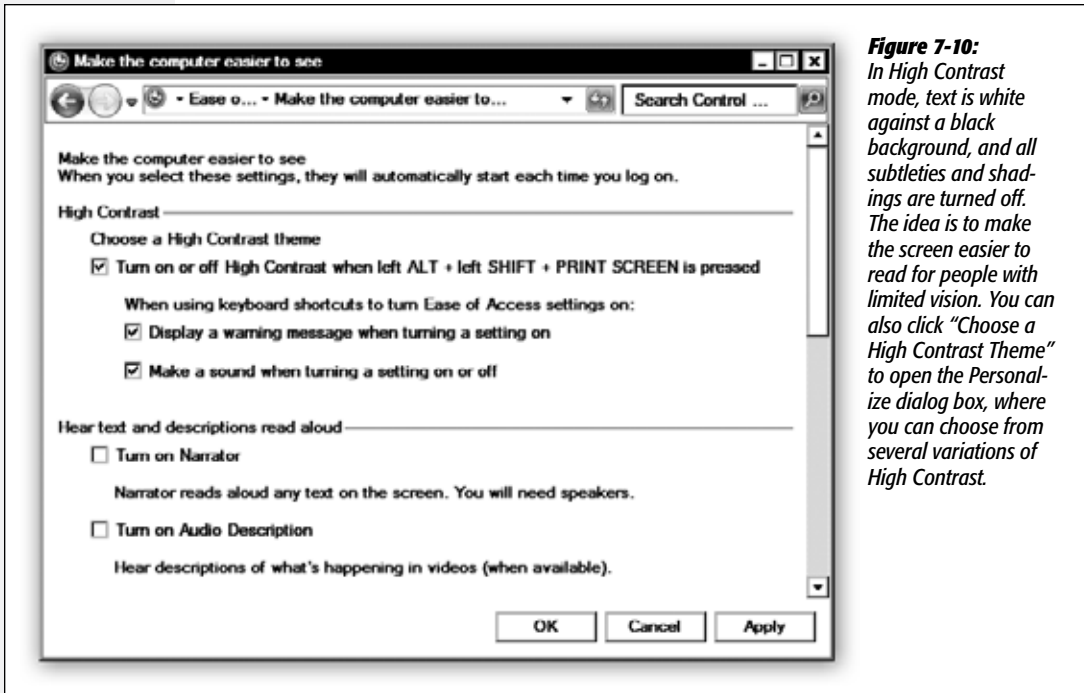 Make the computer easier to see
- Ease o... - Make the computer easier to...
Search Control ...
Make the computer easier to see
When you select these settings, they will automatically start each time you log on.
High Contrast
Choose a High Contrast theme
Turn on or off High Contrast when left ALT + left SHIFT + PRINT SCREEN is pressed
When using keyboard shortcuts to turn Ease of Access settings on:
Display a warning message when turning a setting on
Make a sound when turning a setting on or off
Hear text and descriptions read aloud
Turn on Narrator
Narrator reads aloud any text on the screen. You will need speakers.
Turn on Audio Description
Hear descriptions of what's happening in videos (when available).
OK
Cancel
Apply
Figure 7-10:
In High Contrast
mode, text is white
against a black
background, and all
subtleties and shad-
ings are turned off.
The idea is to make
the screen easier to
read for people with
limited vision. You can
also click “Choose a
High Contrast Theme”
to open the Personal-
ize dialog box, where
you can choose from
several variations of
High Contrast.